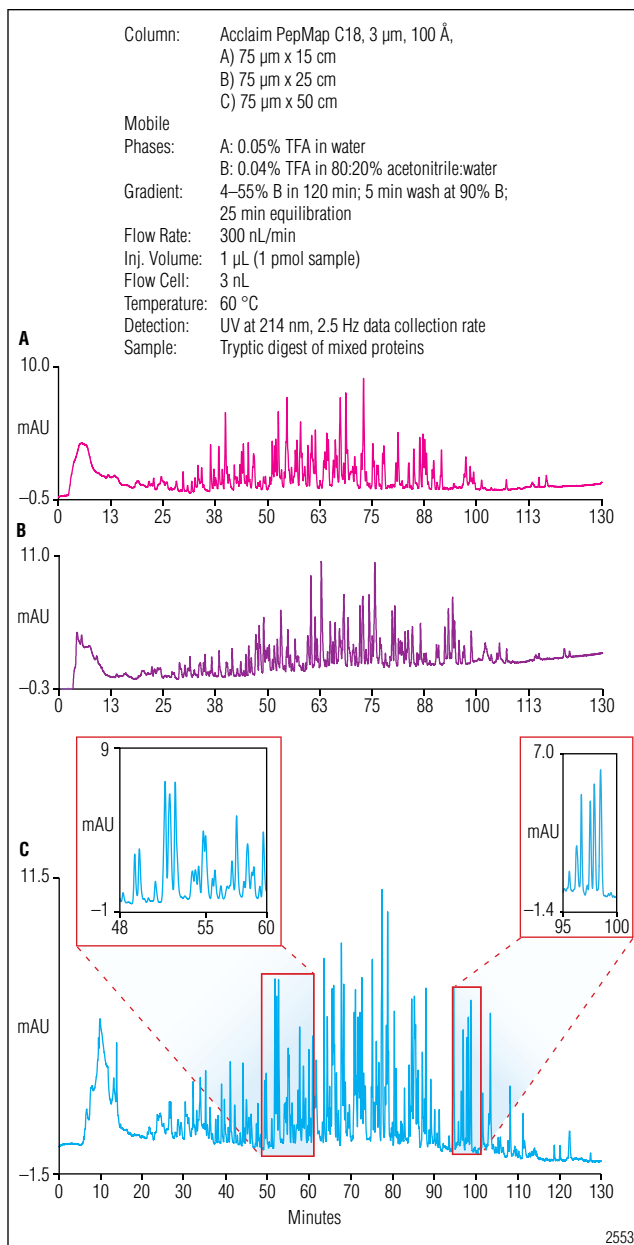 Column: Acclaim PepMap C18, 3 µm, 100 Å,
A) 75 µm x 15 cm
B) 75 µm x 25 cm
C) 75 µm x 50 cm
Mobile
Phases: A: 0.05% TFA in water
B: 0.04% TFA in 80:20% acetonitrile:water
Gradient: 4–55% B in 120 min; 5 min wash at 90% B;
25 min equilibration
Flow Rate: 300 nL/min
Inj. Volume: 1 µL (1 pmol sample)
Flow Cell: 3 nL
Temperature: 60 °C
Detection: UV at 214 nm, 2.5 Hz data collection rate
Sample: Tryptic digest of mixed proteins
A
10.0
mAU
–0.5
0 13 25 38 50 63 75 88 100 113 130
B
11.0
mAU
–0.3
0 13 25 38 50 63 75 88 100 113 130
9
mAU
–1
48 55 60
7.0
mAU
–1.4
95 100
C
11.5
mAU
–1.5
0 10 20 30 40 50 60 70 80 90 100 110 120 130
Minutes
2553